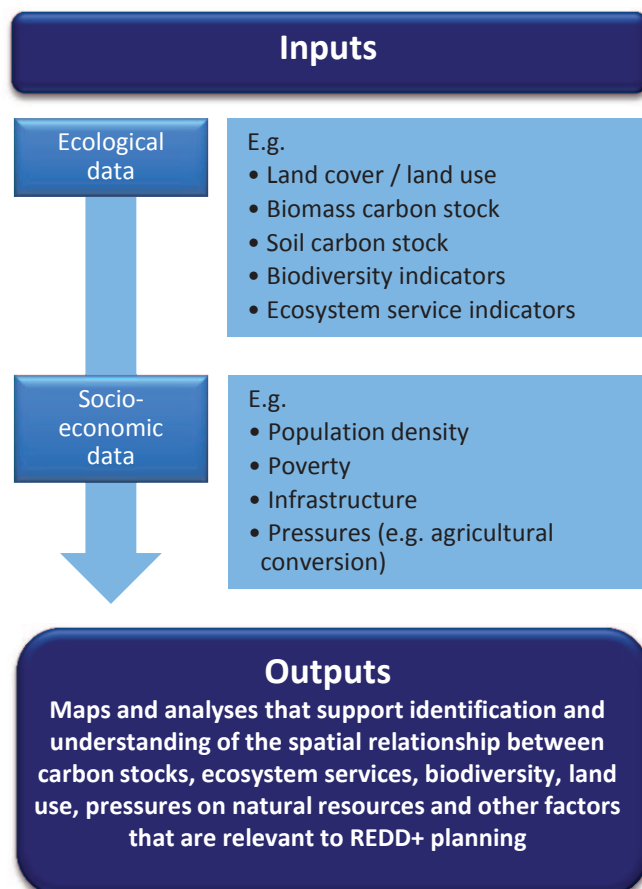 Inputs
Ecological
data
E.g.
• Land cover / land use
• Biomass carbon stock
• Soil carbon stock
• Biodiversity indicators
• Ecosystem service indicators
Socio-
economic
data
E.g.
• Population density
• Poverty
• Infrastructure
• Pressures (e.g. agricultural
conversion)
Outputs
Maps and analyses that support identification and
understanding of the spatial relationship between
carbon stocks, ecosystem services, biodiversity, land
use, pressures on natural resources and other factors
that are relevant to REDD+ planning